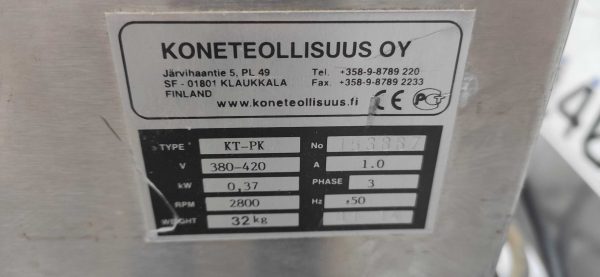 KONETEOLLISUUS OY
Järvihaantie 5, PL 49 Tel. +358-9-8789 220
SF - 01801 KLAUKKALA Fax. +358-9-8789 2233
FINLAND
www.koneteollisuus.fi CE
TYPE KT-PK No
V 380-420 A 1.0
kW 0,37 PHASE 3
RPM 2800 Hz 50
WEIGHT 32 kg